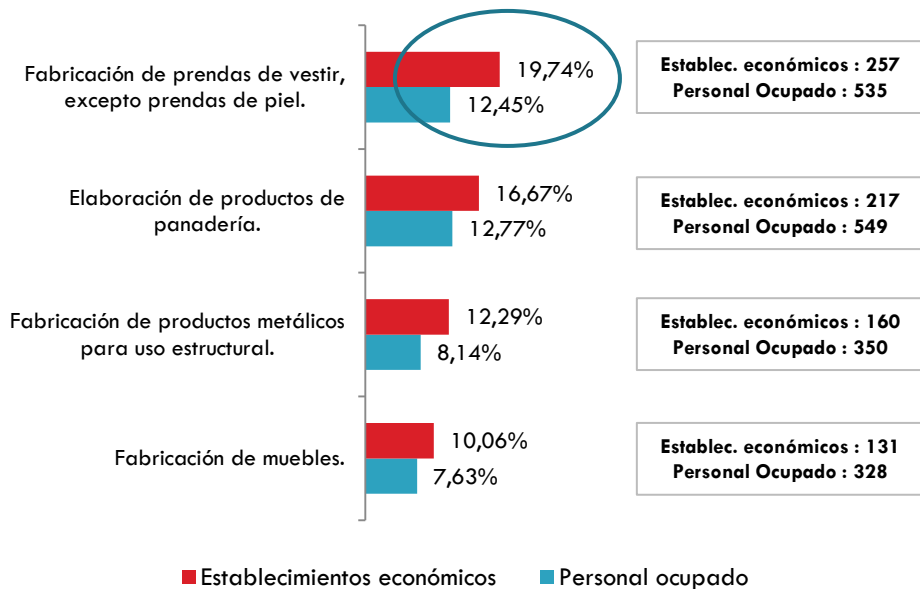 Fabricación de prendas de vestir,
excepto prendas de piel.
19,74%
12,45%
Establec. económicos : 257
Personal Ocupado : 535
Elaboración de productos de
panadería.
16,67%
12,77%
Establec. económicos : 217
Personal Ocupado : 549
Fabricación de productos metálicos
para uso estructural.
12,29%
8,14%
Establec. económicos : 160
Personal Ocupado : 350
Fabricación de muebles.
10,06%
7,63%
Establec. económicos : 131
Personal Ocupado : 328
Establecimientos económicos
Personal ocupado